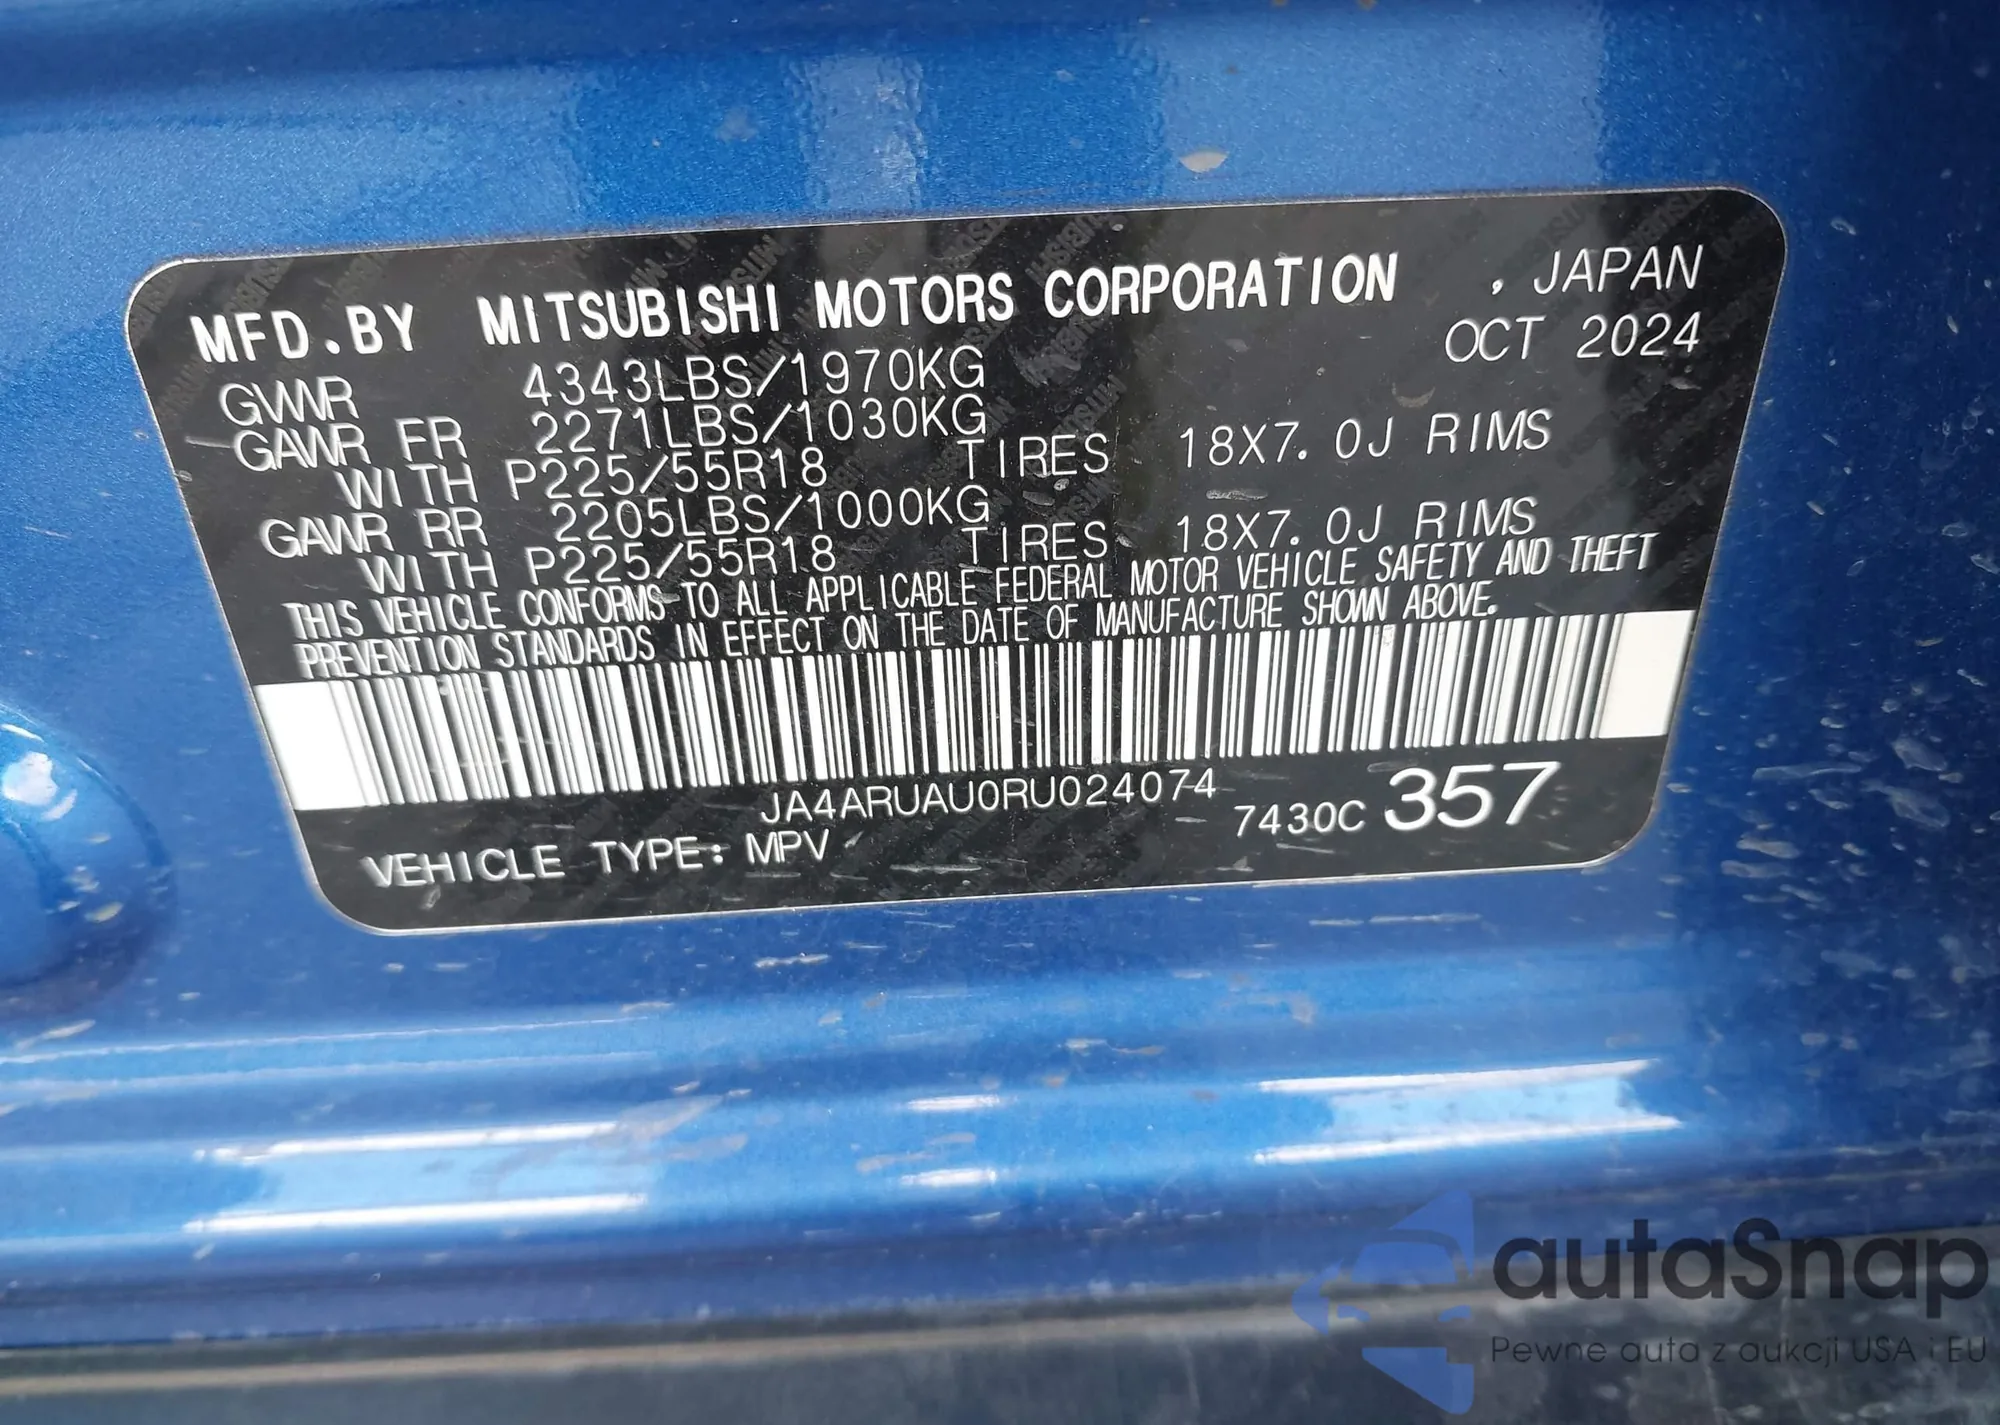 MFD.BY MITSUBISHI MOTORS CORPORATION , JAPAN
OCT 2024
GVWR 4343LBS/1970KG
GAWR FR 2271LBS/1030KG
WITH P225/55R18 TIRES 18X7.0J RIMS
GAWR RR 2205LBS/1000KG
WITH P225/55R18 TIRES 18X7.0J RIMS
THIS VEHICLE CONFORMS TO ALL APPLICABLE FEDERAL MOTOR VEHICLE SAFETY AND THEFT
PREVENTION STANDARDS IN EFFECT ON THE DATE OF MANUFACTURE SHOWN ABOVE.
JA4ARUAU0RU024074
7430C 357
VEHICLE TYPE: MPV
autaSnap
Pewne auta z aukcji USA i EU